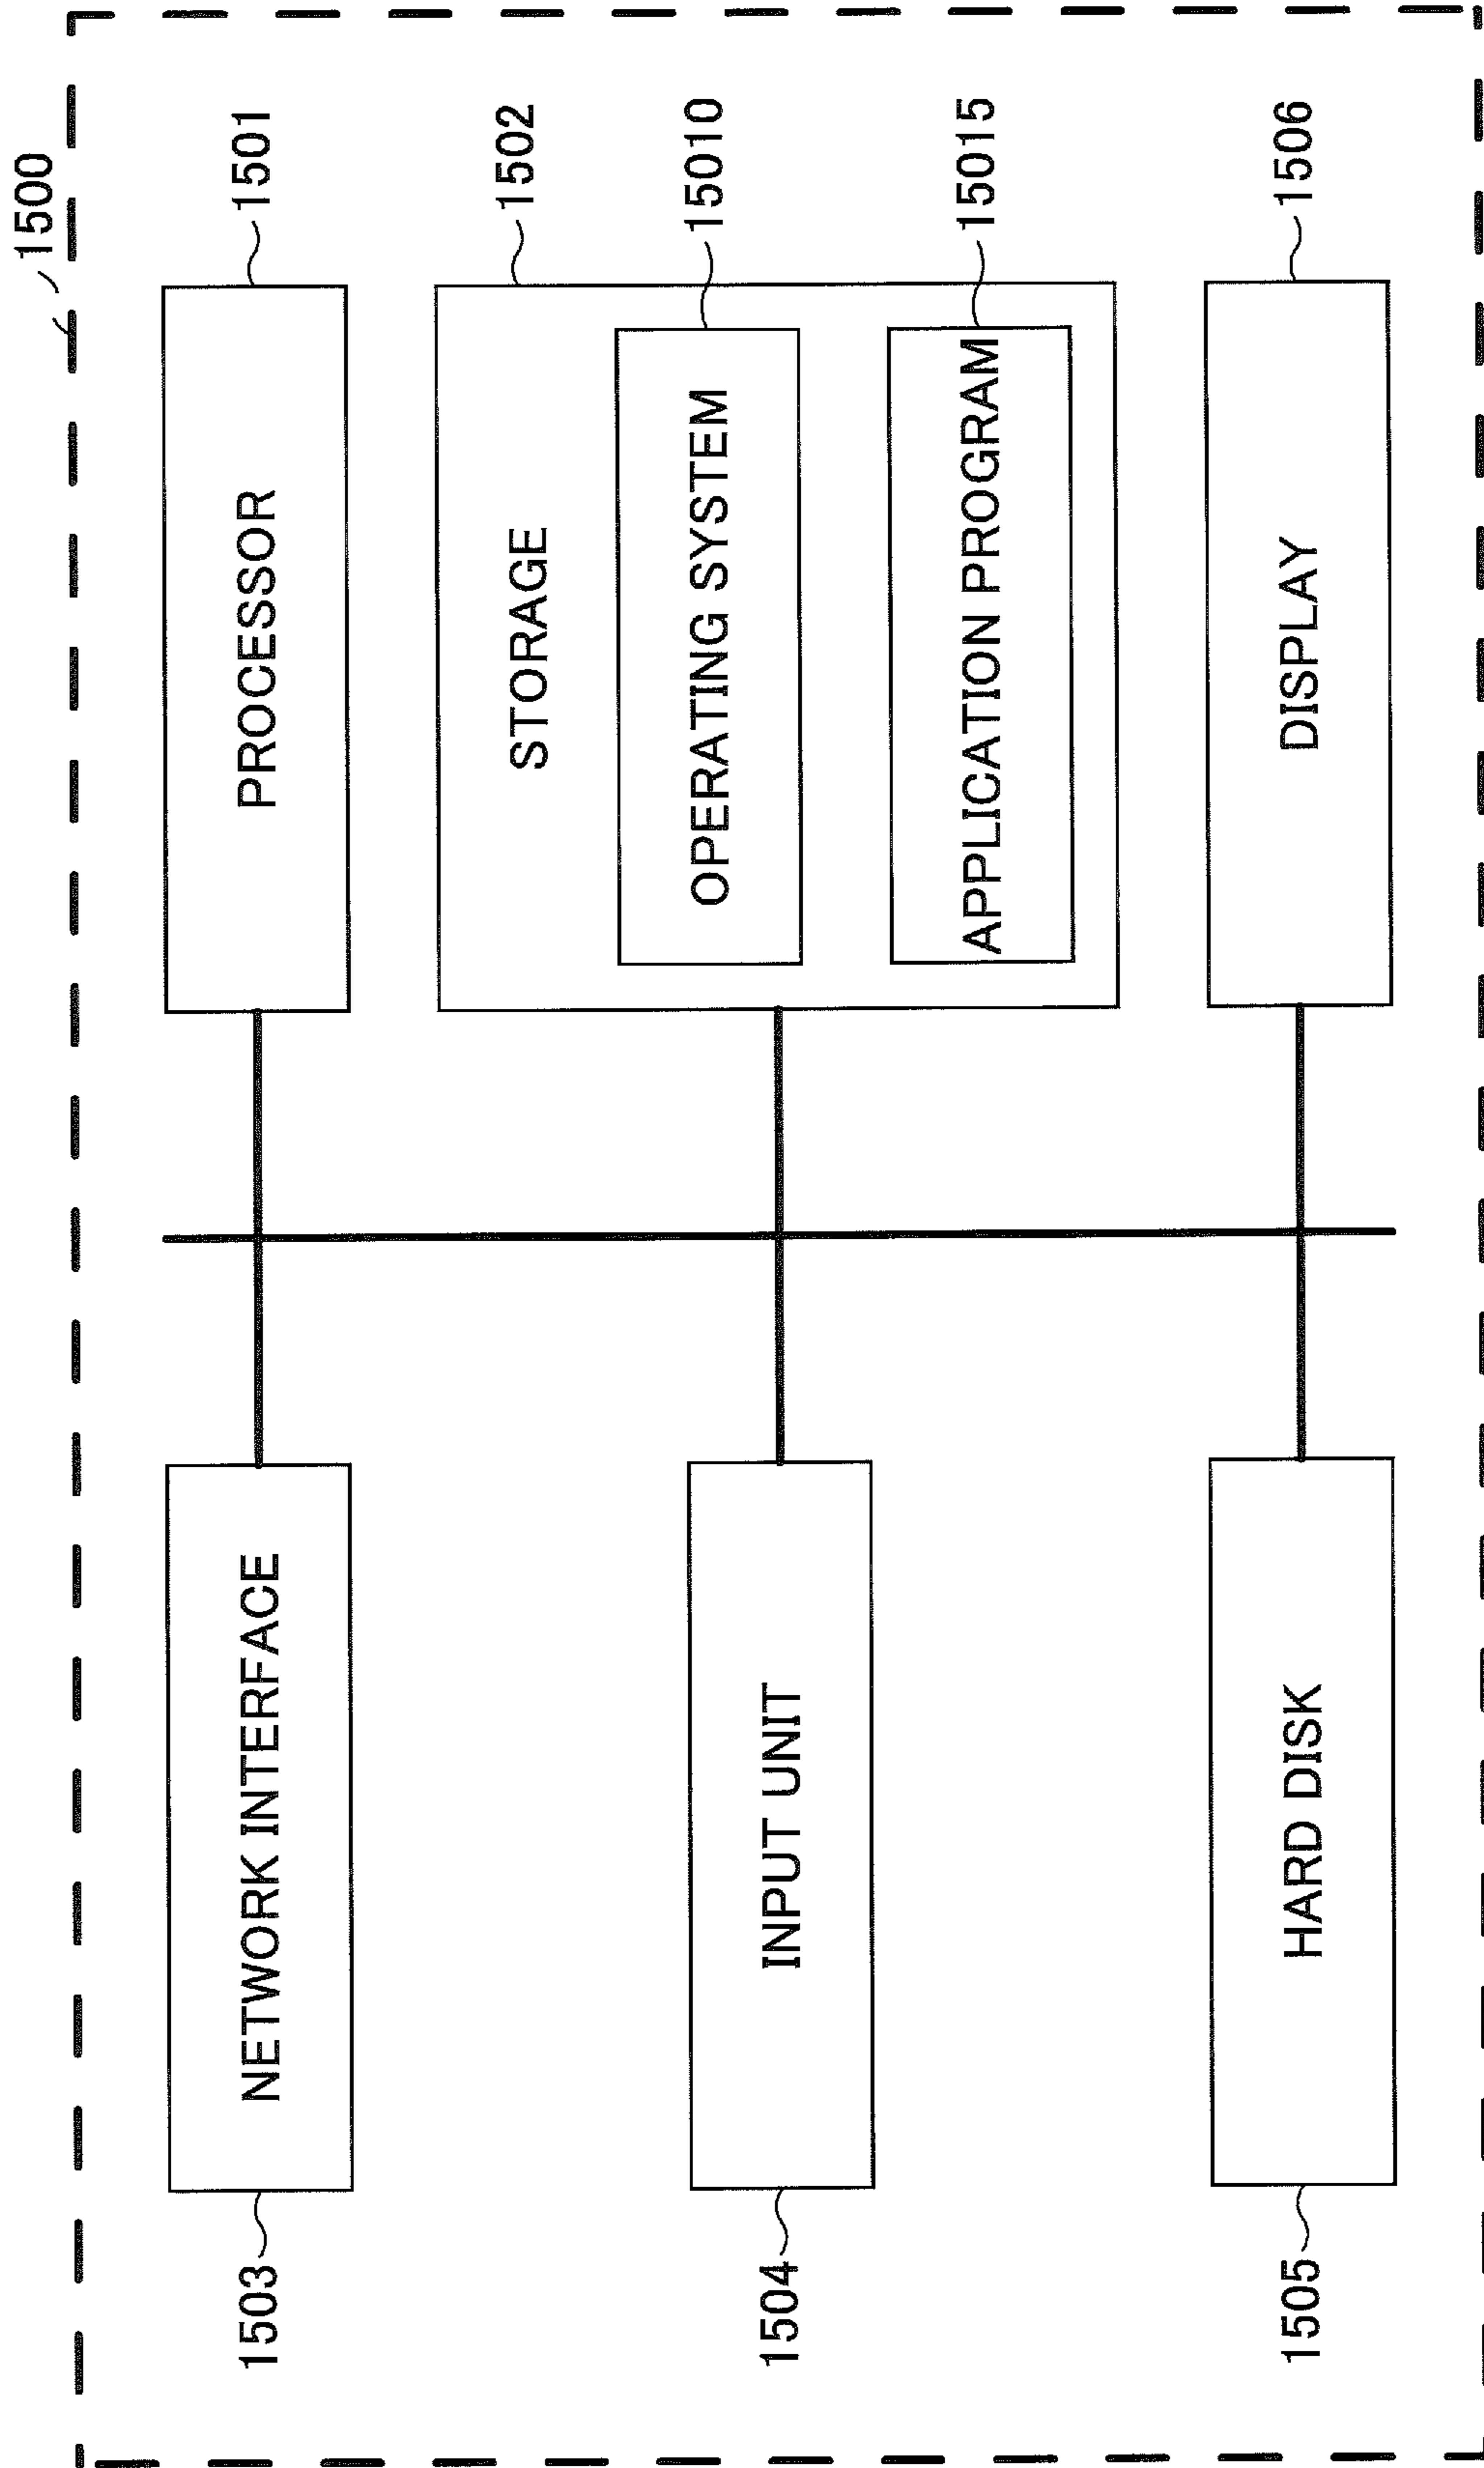 1500
NETWORK INTERFACE
1503
PROCESSOR
1501
INPUT UNIT
1504
STORAGE
1502
OPERATING SYSTEM
15010
APPLICATION PROGRAM
15015
HARD DISK
1505
DISPLAY
1506